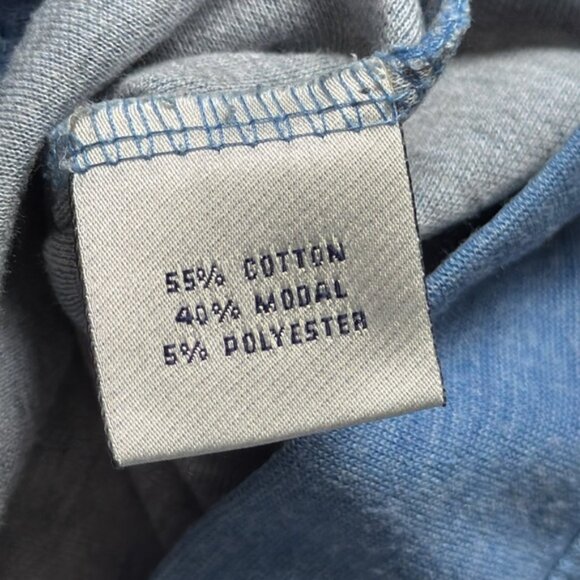 55% COTTON
40% MODAL
5% POLYESTER